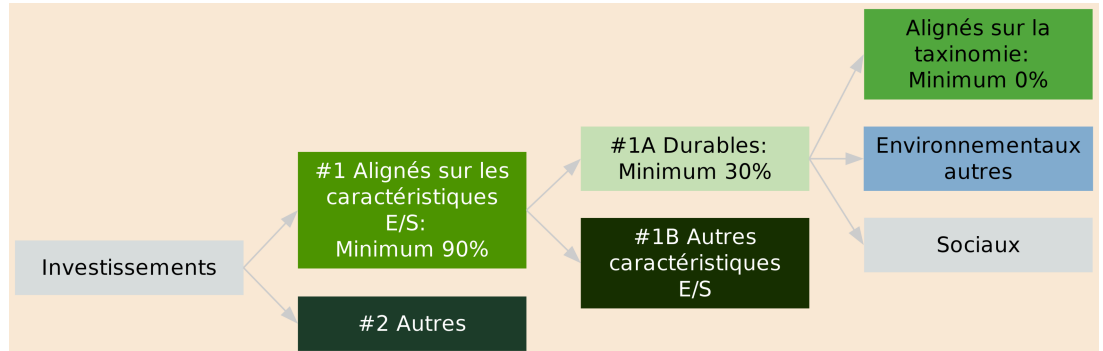 Investissements
#1 Alignés sur les
caractéristiques
E/S:
Minimum 90%
#2 Autres
#1A Durables:
Minimum 30%
#1B Autres
caractéristiques
E/S
Alignés sur la
taxinomie:
Minimum 0%
Environnementaux
autres
Sociaux